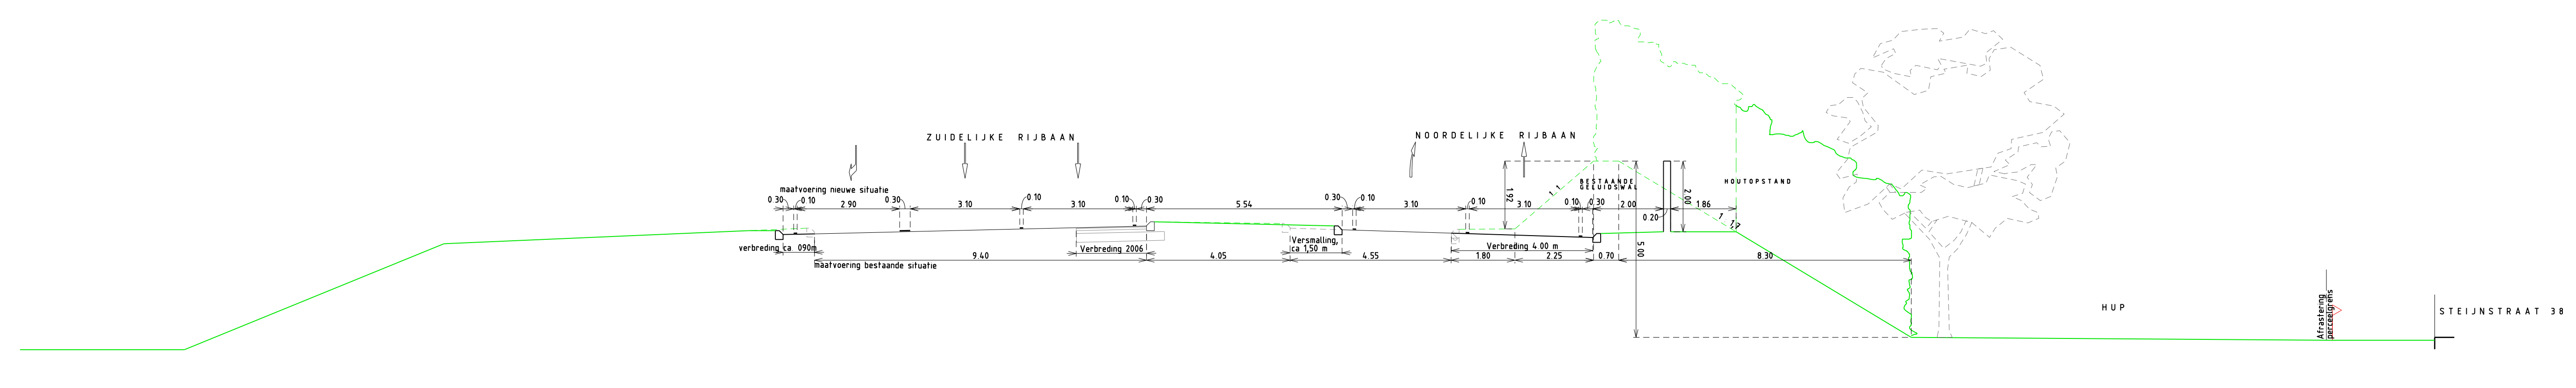 ZUIDELIJKE RIJBAAN
NOORDELIJKE RIJBAAN
maatvoering nieuwe situatie
BESTAANDE
GELUIDSWAL
HOUTOPSTAND
1.92
1 1
2.00
0.30
0.10
2.90
0.30
3.10
0.10
3.10
0.10
0.30
5.54
0.30
0.10
3.10
0.10
3.10
0.10
0.30
2.00
0.20
1.86
verbreding ca. 090m
Verbreding 2006
Versmalling,
ca 1,50 m
Verbreding 4.00 m
5.00
maatvoering bestaande situatie
9.40
4.05
4.55
1.80
2.25
0.70
8.30
HUP
Afrastering
perceelgrens
STEIJNSTRAAT 38